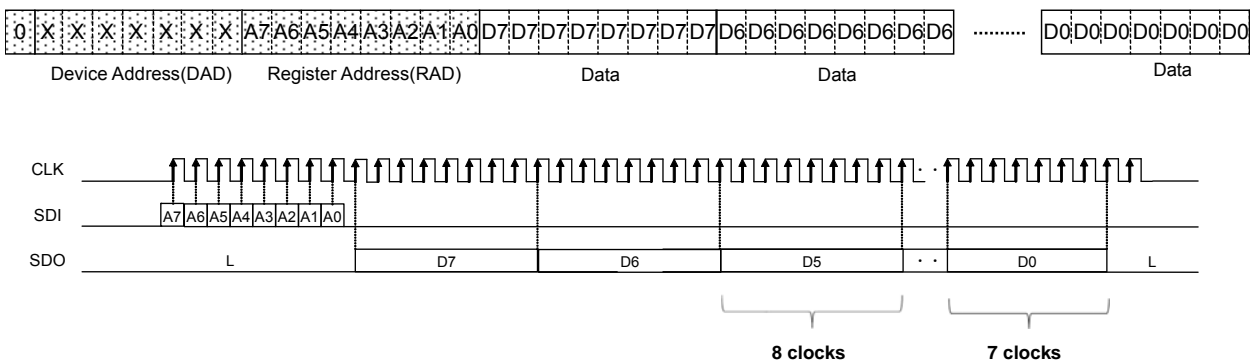 0 X X X X X X X A7 A6 A5 A4 A3 A2 A1 A0 D7 D7 D7 D7 D7 D7 D7 D7 D6 D6 D6 D6 D6 D6 D6 D6 ·········· D0 D0 D0 D0 D0 D0 D0
Device Address(DAD) Register Address(RAD) Data Data Data
CLK · ·
SDI A7 A6 A5 A4 A3 A2 A1 A0
SDO L D7 D6 D5 · · D0 L
8 clocks 7 clocks